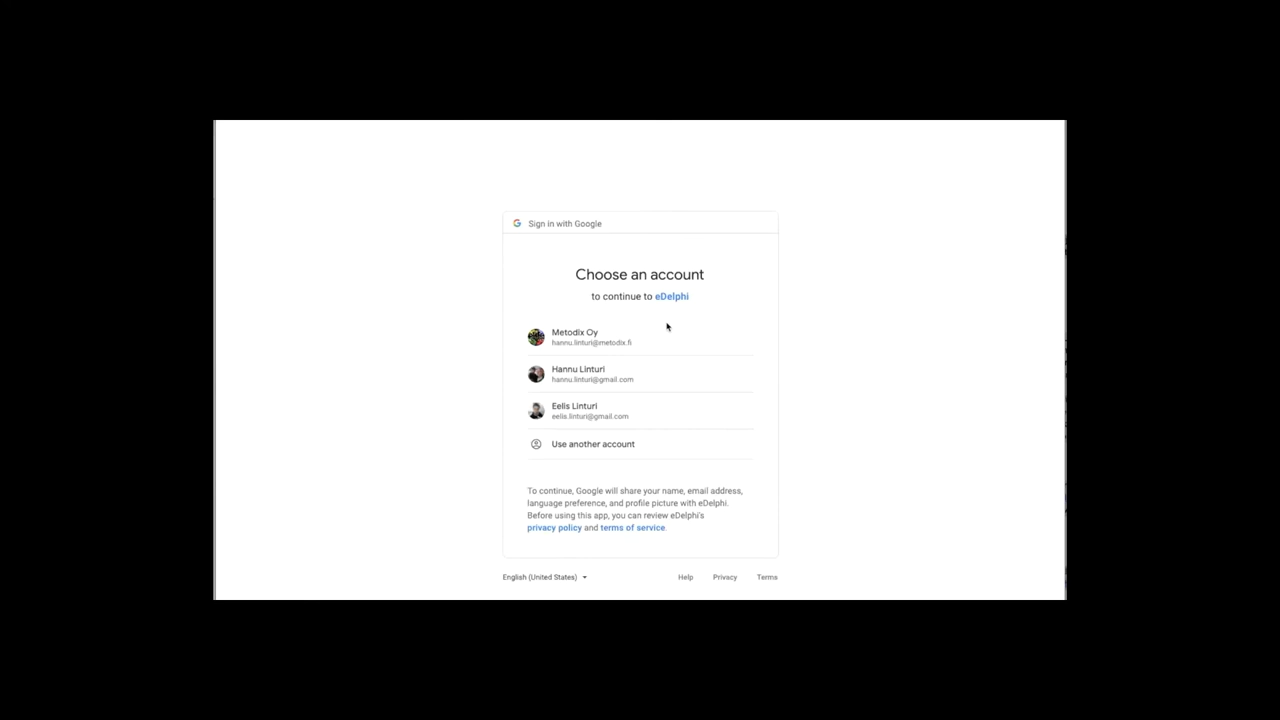 Sign in with Google
Choose an account
to continue to eDelphi
Metodix Oy
hannu.linturi@metodix.fi
Hannu Linturi
hannu.linturi@gmail.com
Eelis Linturi
eelis.linturi@gmail.com
Use another account
To continue, Google will share your name, email address,
language preference, and profile picture with eDelphi.
Before using this app, you can review eDelphi's
privacy policy and terms of service.
English (United States)
Help Privacy Terms